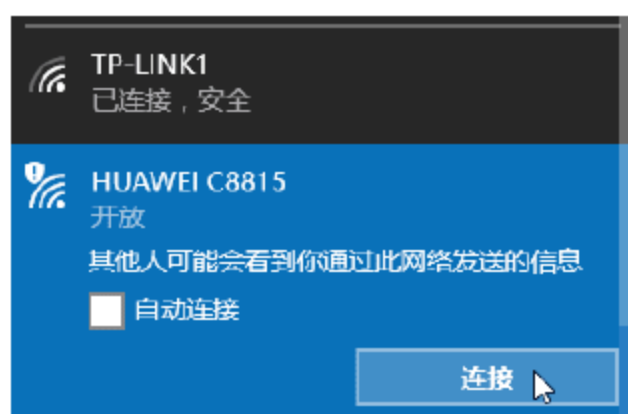 TP-LINK1
已连接，安全
HUAWEI C8815
开放
其他人可能会看到你通过此网络发送的信息
自动连接
连接